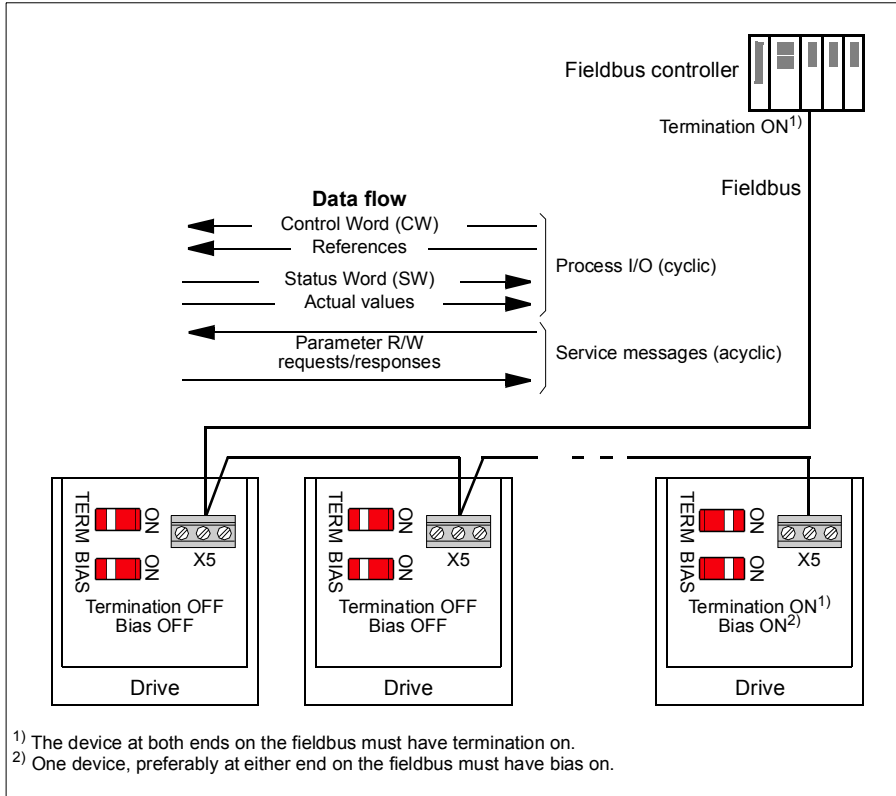 Fieldbus controller
Termination ON1)
Fieldbus
Data flow
Control Word (CW)
References
Status Word (SW)
Actual values
Process I/O (cyclic)
Parameter R/W
requests/responses
Service messages (acyclic)
TERM
ON
BIAS
ON
X5
Termination OFF
Bias OFF
Drive
TERM
ON
BIAS
ON
X5
Termination OFF
Bias OFF
Drive
TERM
ON
BIAS
ON
X5
Termination ON1)
Bias ON2)
Drive
1) The device at both ends on the fieldbus must have termination on.
2) One device, preferably at either end on the fieldbus must have bias on.